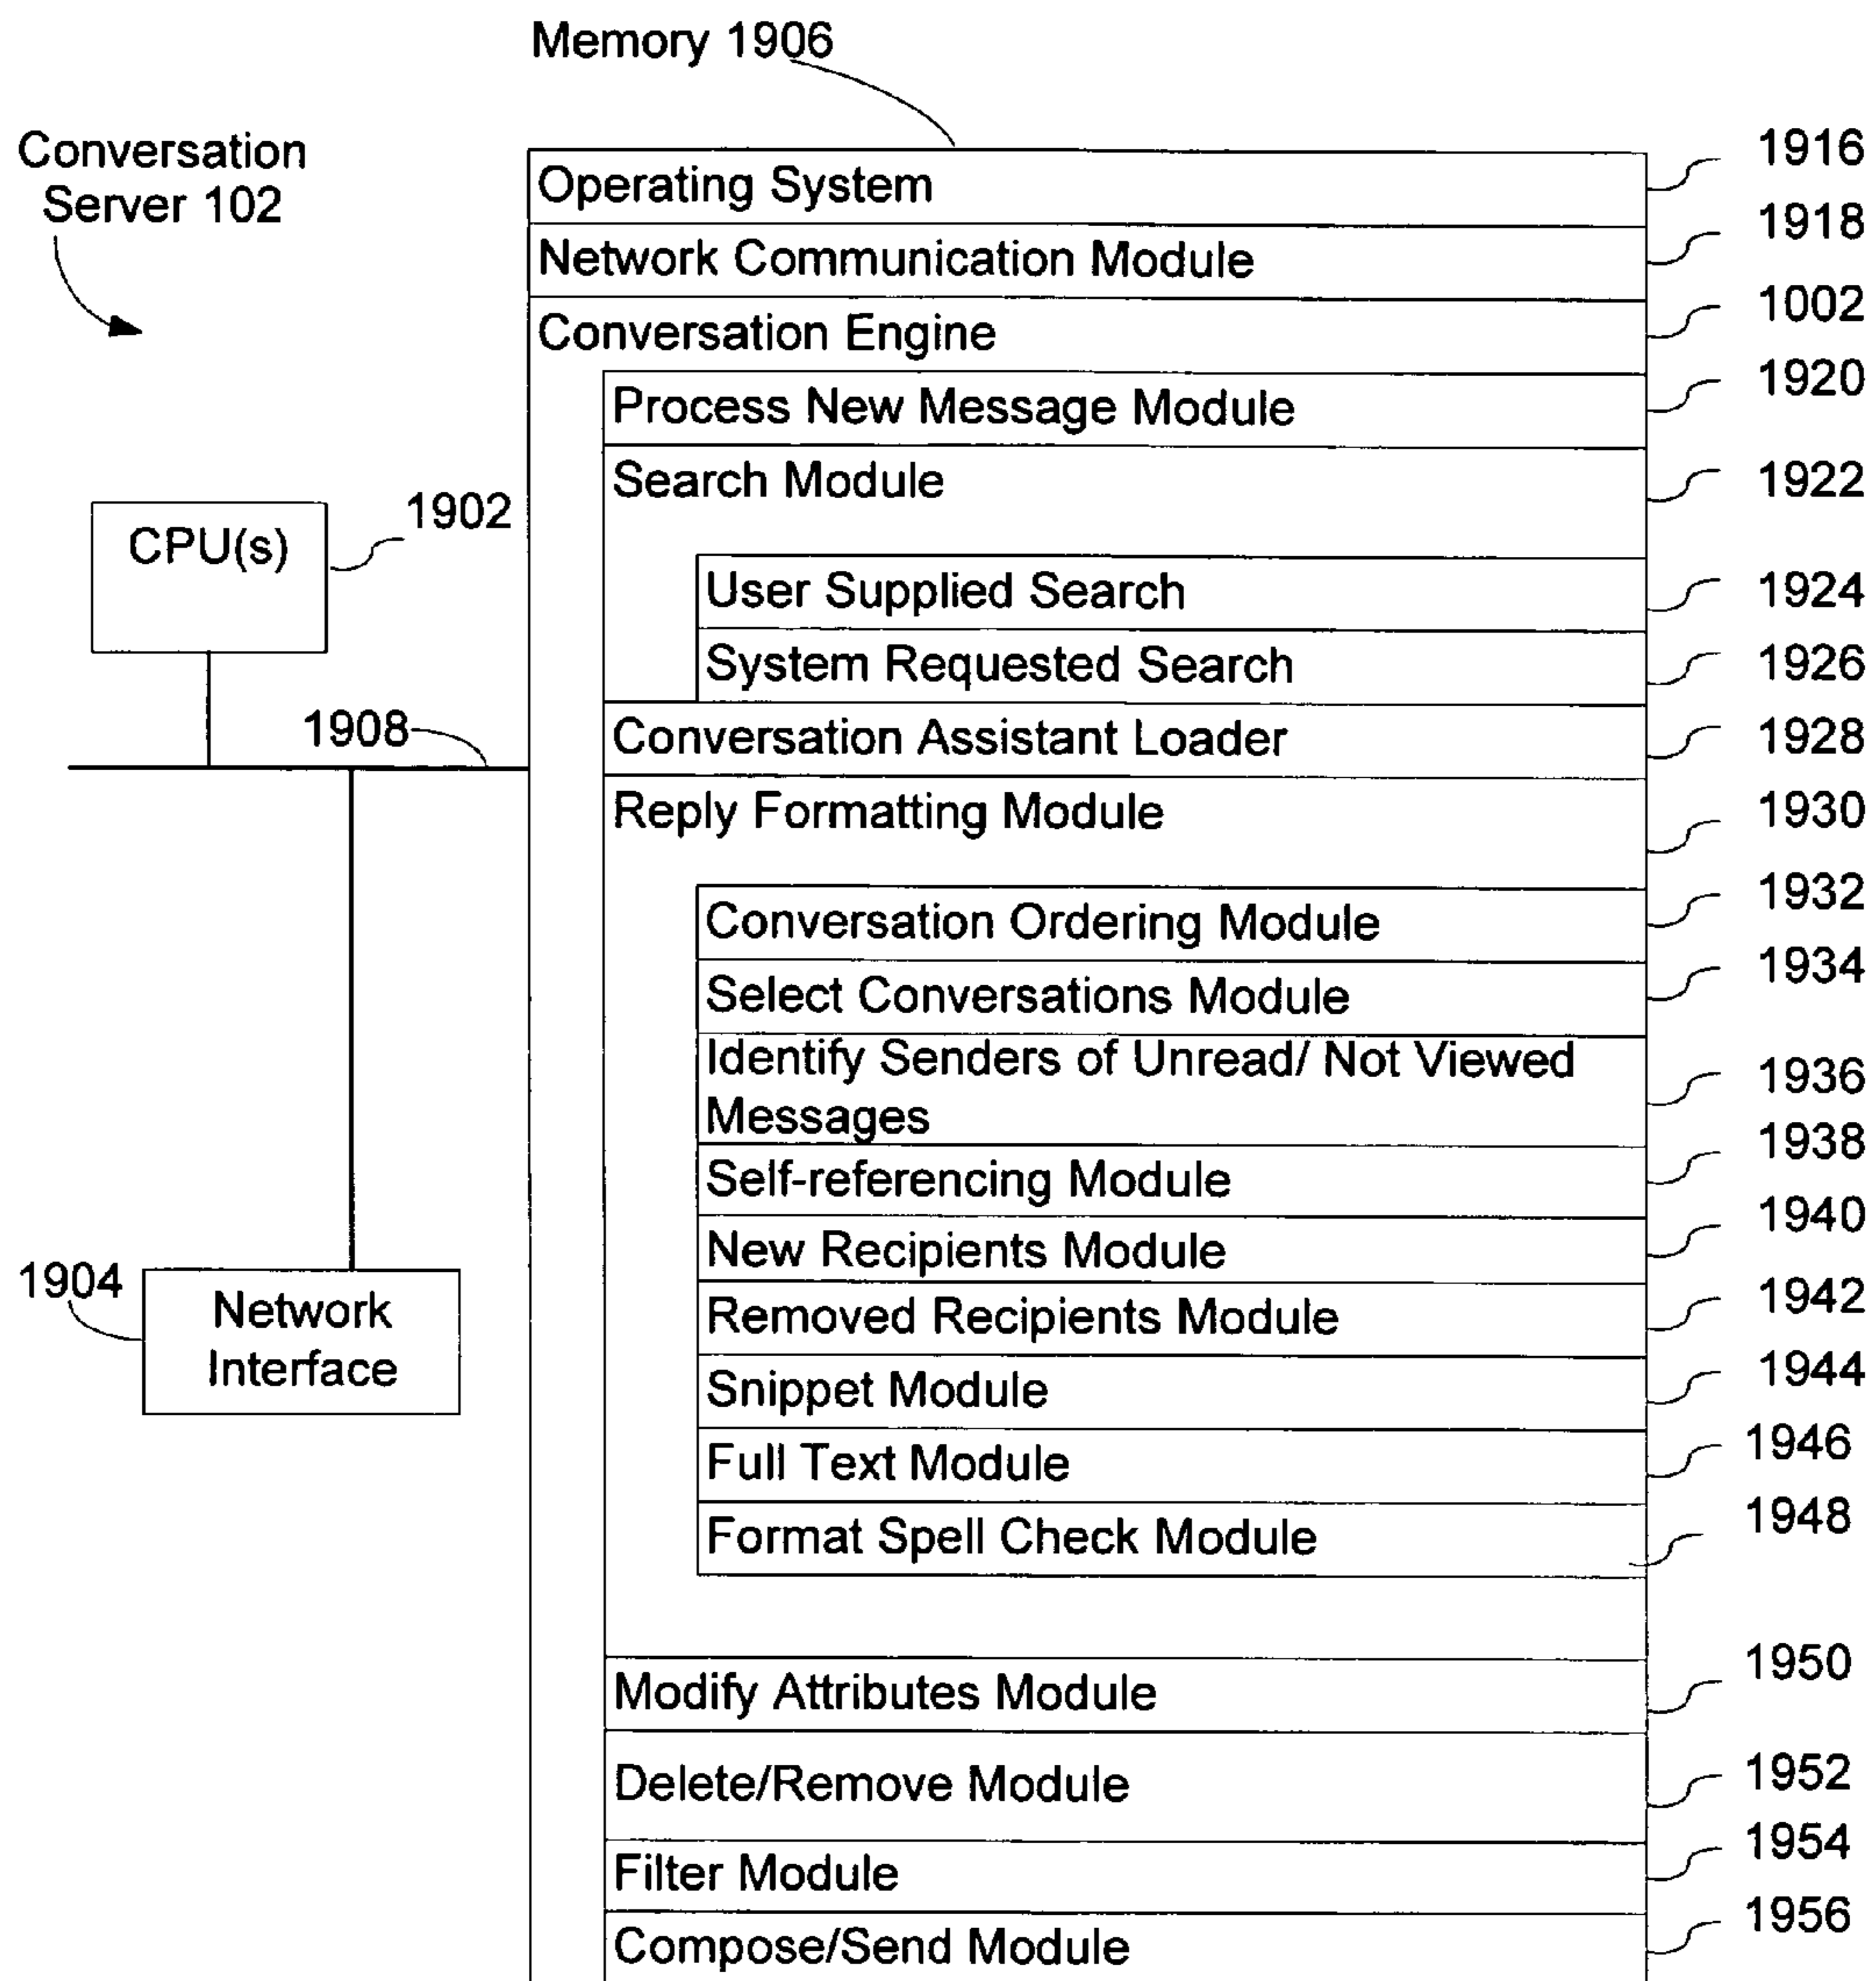 Memory 1906
Conversation
Server 102
Operating System
1916
Network Communication Module
1918
Conversation Engine
1002
Process New Message Module
1920
Search Module
1922
User Supplied Search
1924
System Requested Search
1926
Conversation Assistant Loader
1928
Reply Formatting Module
1930
Conversation Ordering Module
1932
Select Conversations Module
1934
Identify Senders of Unread/ Not Viewed
Messages
1936
Self-referencing Module
1938
New Recipients Module
1940
Removed Recipients Module
1942
Snippet Module
1944
Full Text Module
1946
Format Spell Check Module
1948
Modify Attributes Module
1950
Delete/Remove Module
1952
Filter Module
1954
Compose/Send Module
1956
CPU(s)
1902
1908
1904
Network
Interface